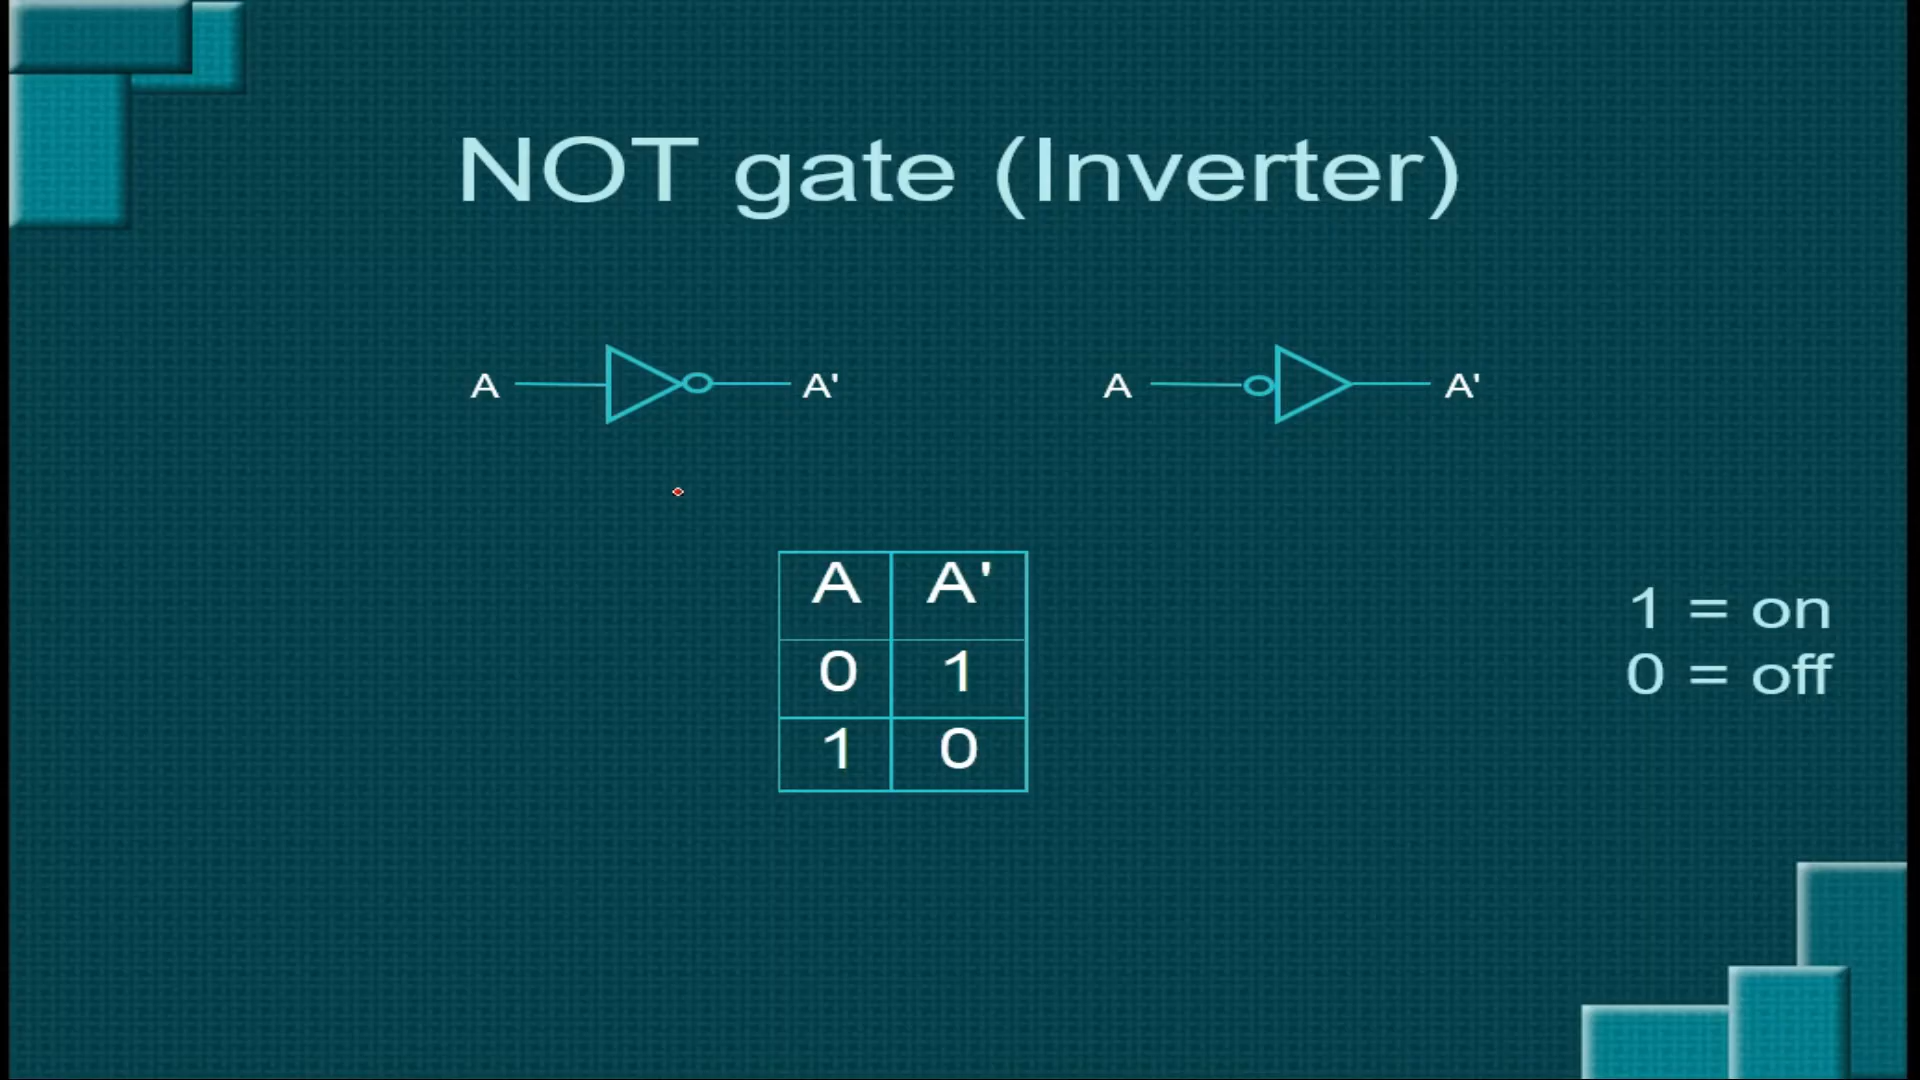 NOT gate (Inverter)
A A' A A'
A A'
0 1
1 0
1 = on
0 = off